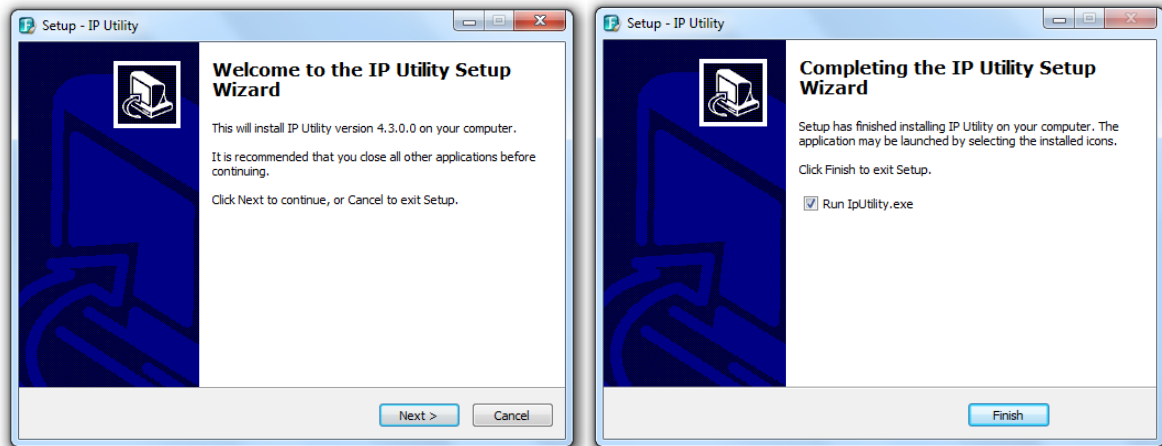 Setup - IP Utility
Welcome to the IP Utility Setup
Wizard
This will install IP Utility version 4.3.0.0 on your computer.
It is recommended that you close all other applications before
continuing.
Click Next to continue, or Cancel to exit Setup.
Next >
Cancel
Setup - IP Utility
Completing the IP Utility Setup
Wizard
Setup has finished installing IP Utility on your computer. The
application may be launched by selecting the installed icons.
Click Finish to exit Setup.
Run IpUtility.exe
Finish